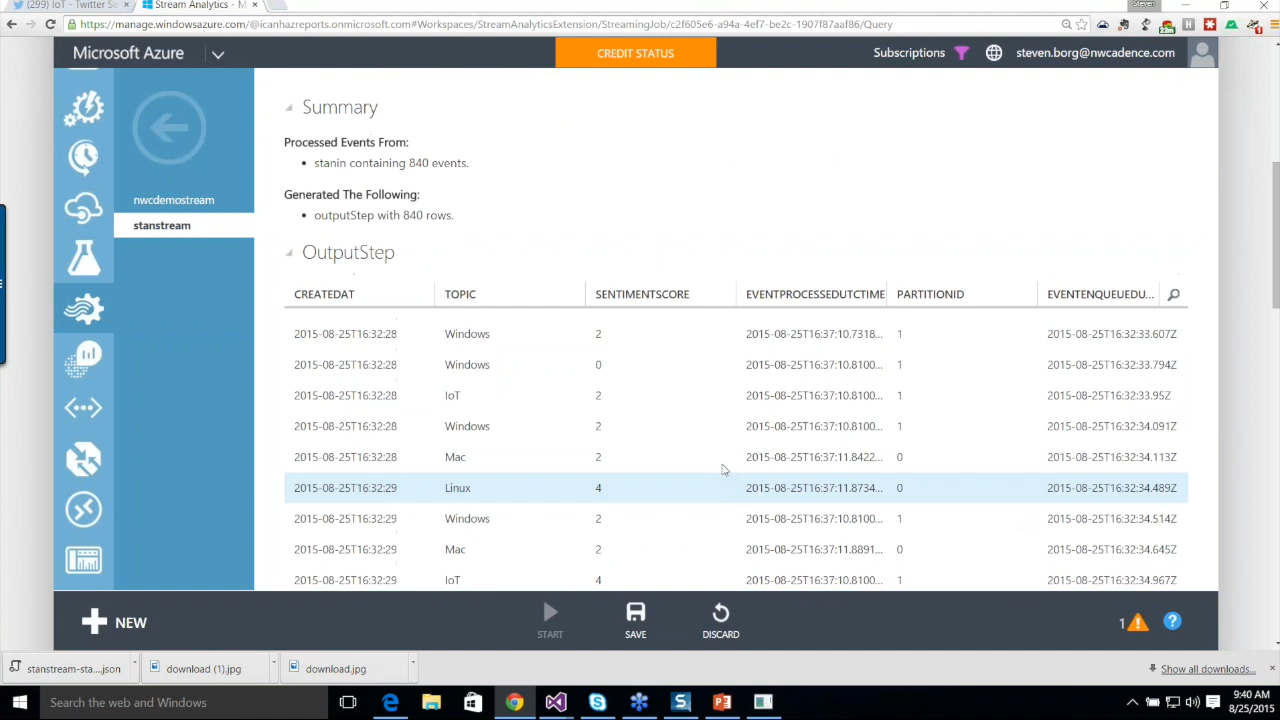 (299) IoT - Twitter Se
Stream Analytics - M
Steven
https://manage.windowsazure.com/@icanhazreports.onmicrosoft.com#Workspaces/StreamAnalyticsExtension/StreamingJob/c2f605e6-a94a-4ef7-be2c-1907f87aaf86/Query
Microsoft Azure
CREDIT STATUS
Subscriptions
steven.borg@nwcadence.com
nwcdemostream
stanstream
Summary
Processed Events From:
• stanin containing 840 events.
Generated The Following:
• outputStep with 840 rows.
OutputStep
CREATEDAT TOPIC SENTIMENTSCORE EVENTPROCESSEDUTCTIME PARTITIONID EVENTENQUEUEDU...
2015-08-25T16:32:28 Windows 2 2015-08-25T16:37:10.7318... 1 2015-08-25T16:32:33.607Z
2015-08-25T16:32:28 Windows 0 2015-08-25T16:37:10.8100... 1 2015-08-25T16:32:33.794Z
2015-08-25T16:32:28 IoT 2 2015-08-25T16:37:10.8100... 1 2015-08-25T16:32:33.95Z
2015-08-25T16:32:28 Windows 2 2015-08-25T16:37:10.8100... 1 2015-08-25T16:32:34.091Z
2015-08-25T16:32:28 Mac 2 2015-08-25T16:37:11.8422... 0 2015-08-25T16:32:34.113Z
2015-08-25T16:32:29 Linux 4 2015-08-25T16:37:11.8734... 0 2015-08-25T16:32:34.489Z
2015-08-25T16:32:29 Windows 2 2015-08-25T16:37:10.8100... 1 2015-08-25T16:32:34.514Z
2015-08-25T16:32:29 Mac 2 2015-08-25T16:37:11.8891... 0 2015-08-25T16:32:34.645Z
2015-08-25T16:32:29 IoT 4 2015-08-25T16:37:10.8100... 1 2015-08-25T16:32:34.967Z
NEW
START
SAVE
DISCARD
1
stanstream-sta....json
download (1).jpg
download.jpg
Show all downloads...
Search the web and Windows
9:40 AM
8/25/2015